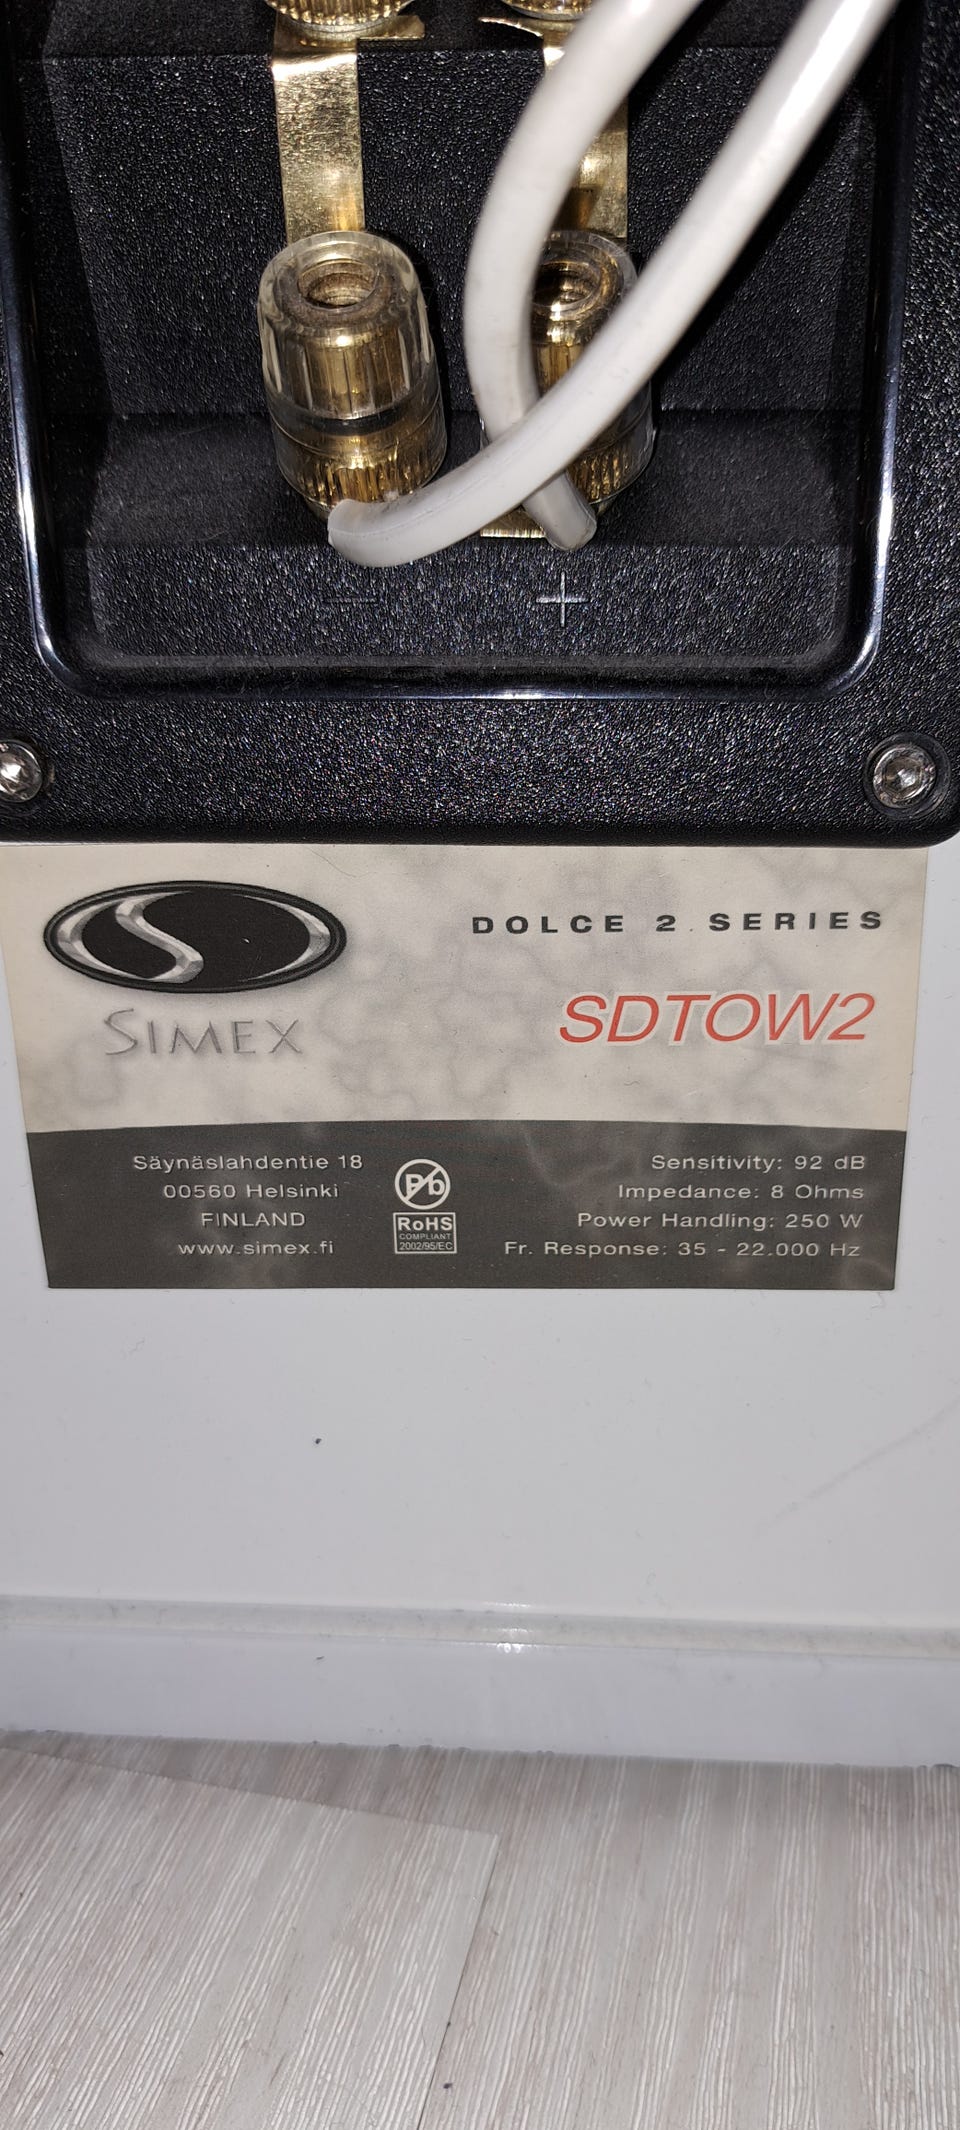 − +
DOLCE 2 SERIES
SIMEX
SDTOW2
Säynäslahdentie 18
00560 Helsinki
FINLAND
www.simex.fi
Pb
RoHS
COMPLIANT
2002/95/EC
Sensitivity: 92 dB
Impedance: 8 Ohms
Power Handling: 250 W
Fr. Response: 35 - 22.000 Hz